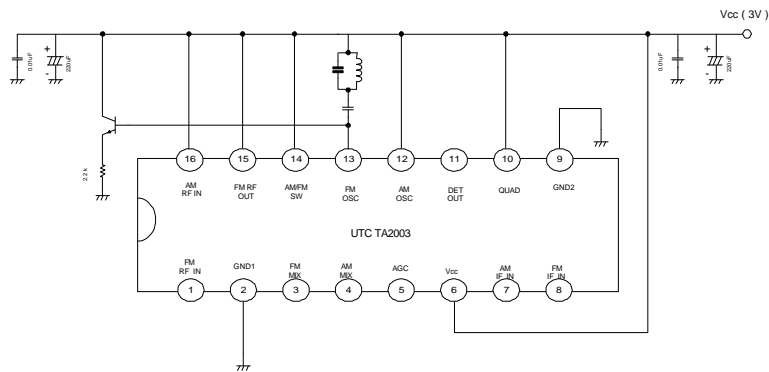 Vcc ( 3V )
+
0.01uF
220uF
-
+
0.01uF
220uF
-
2.2 k
16
15
14
13
12
11
10
9
AM
RF IN
FM RF
OUT
AM/FM
SW
FM
OSC
AM
OSC
DET
OUT
QUAD
GND2
UTC TA2003
FM
RF IN
GND1
FM
MIX
AM
MIX
AGC
Vcc
AM
IF IN
FM
IF IN
1
2
3
4
5
6
7
8